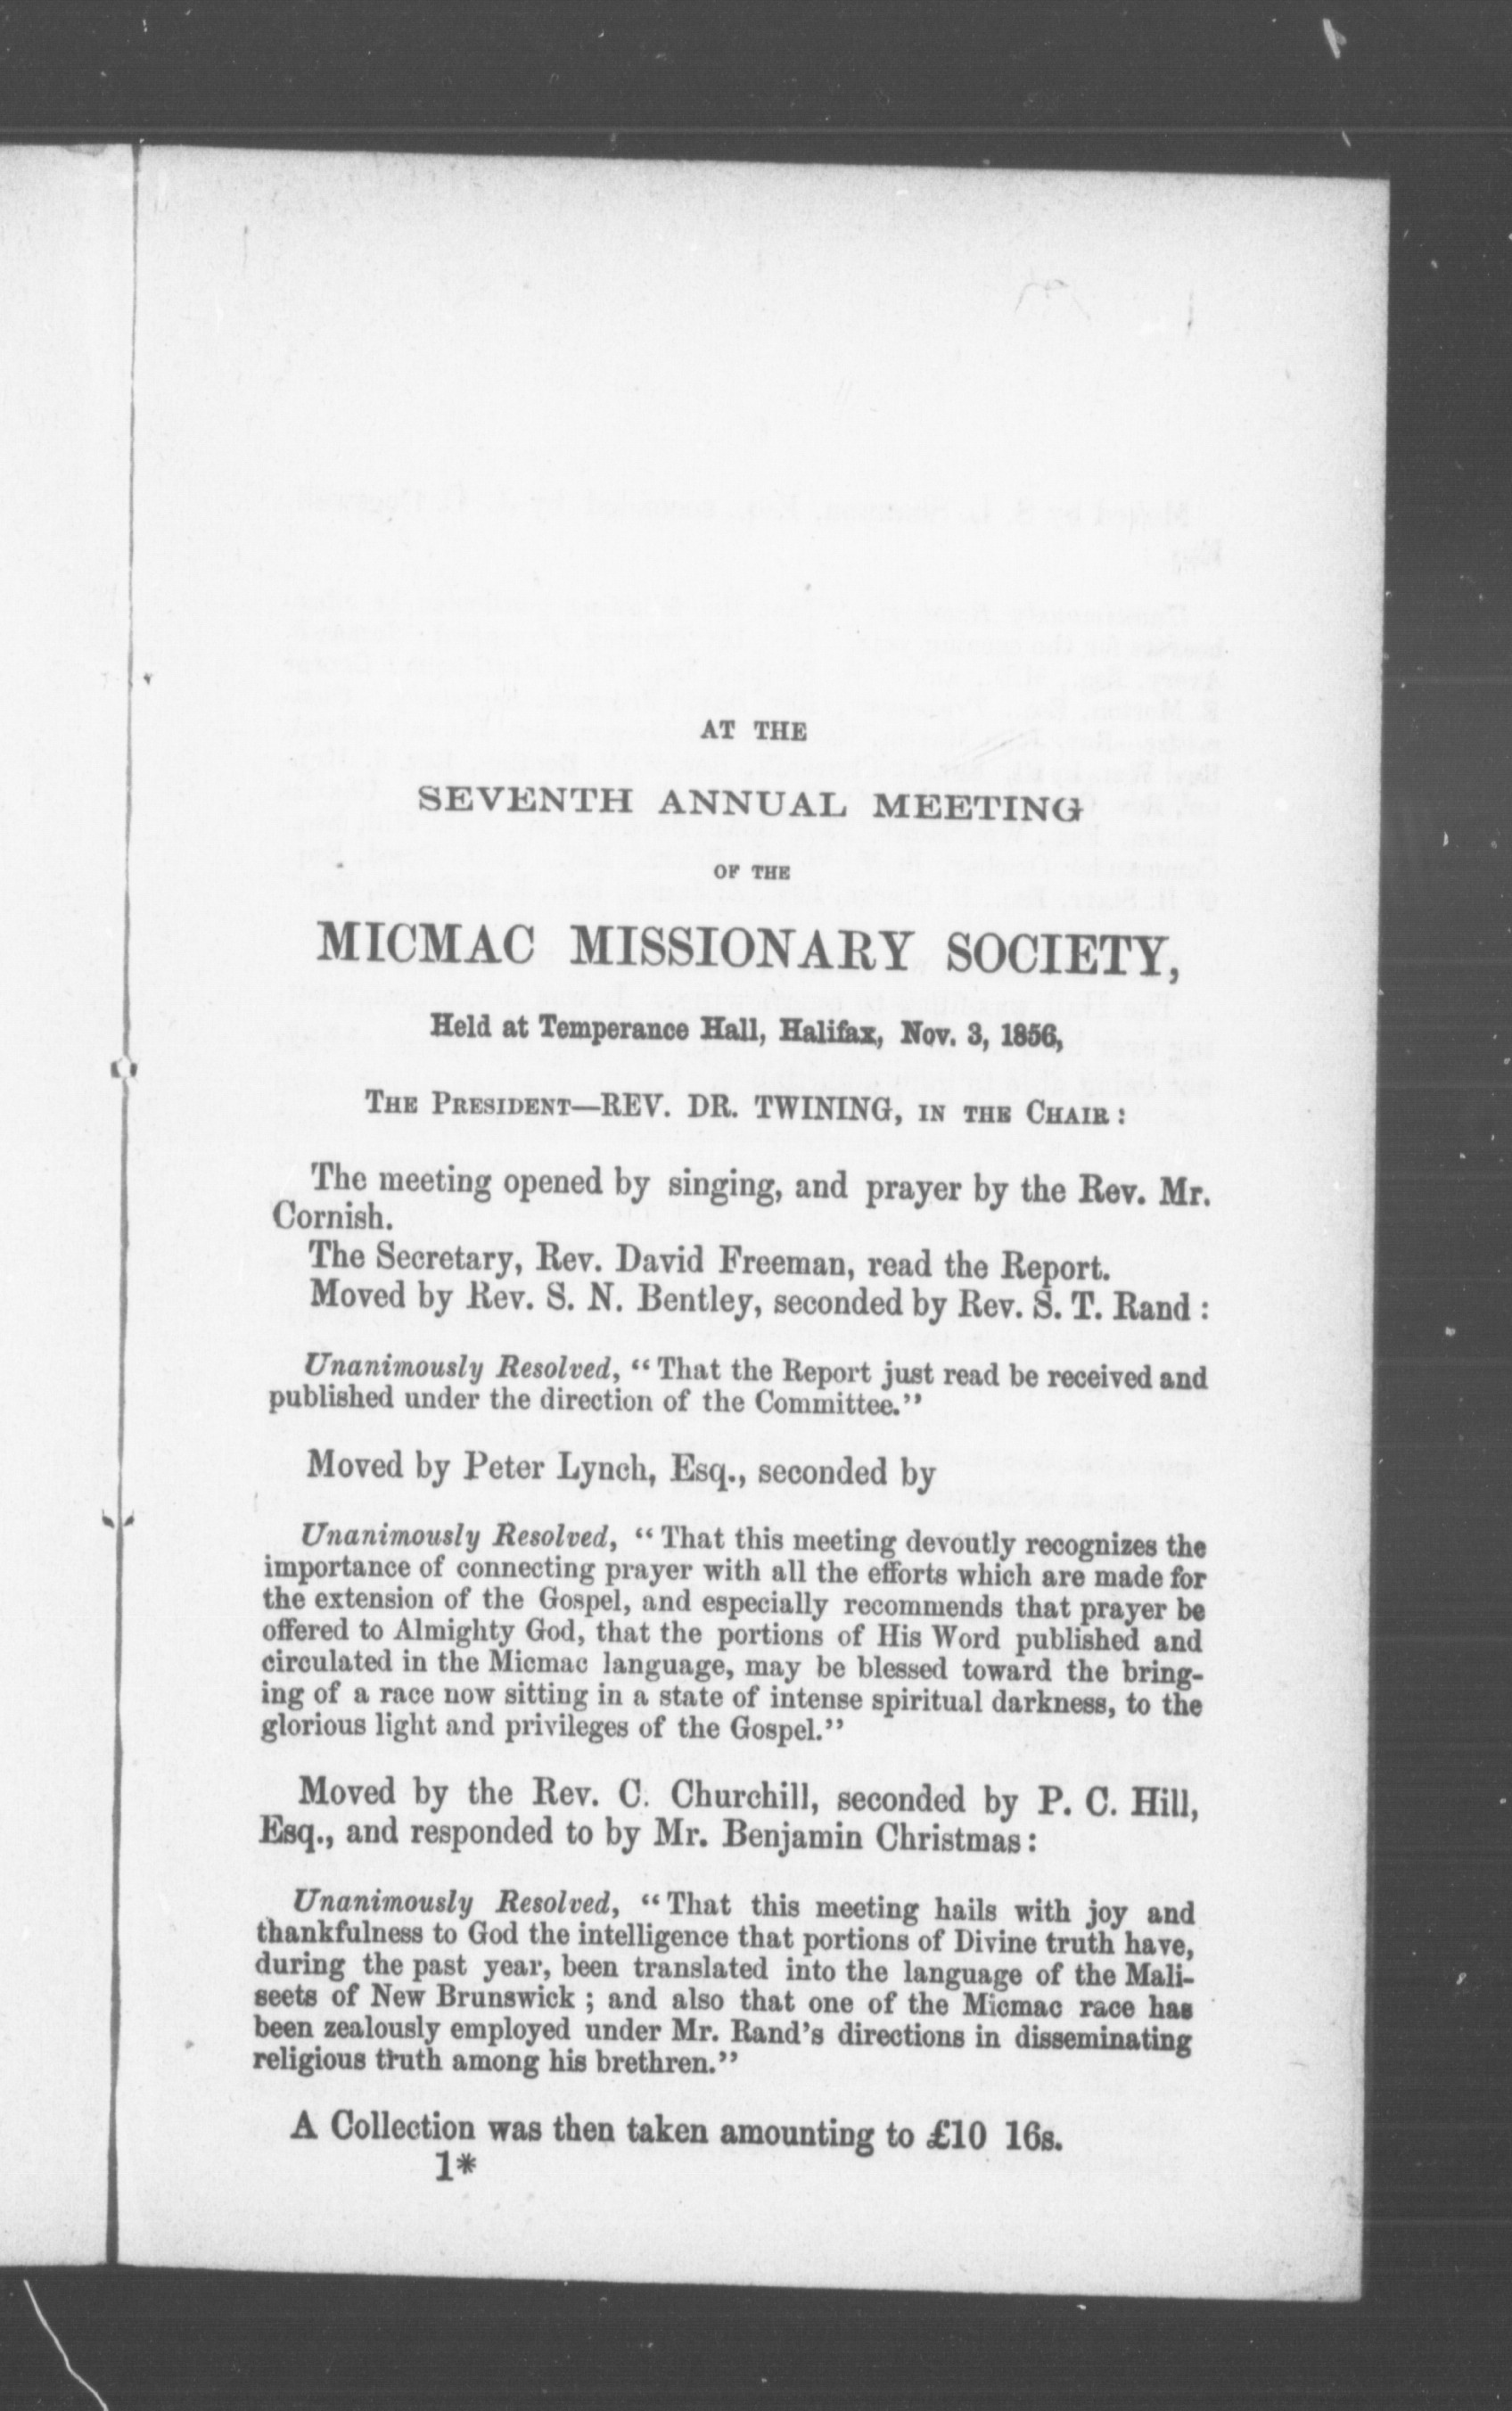 AT THE
SEVENTH ANNUAL MEETING
OF THE
MICMAC MISSIONARY SOCIETY,
Held at Temperance Hall, Halifax, Nov. 3, 1856,
THE PRESIDENT—REV. DR. TWINING, IN THE CHAIR:
The meeting opened by singing, and prayer by the Rev. Mr.
Cornish.
The Secretary, Rev. David Freeman, read the Report.
Moved by Rev. S. N. Bentley, seconded by Rev. S. T. Rand :
Unanimously Resolved, “That the Report just read be received and
published under the direction of the Committee.”
Moved by Peter Lynch, Esq., seconded by
Unanimously Resolved, “That this meeting devoutly recognizes the
importance of connecting prayer with all the efforts which are made for
the extension of the Gospel, and especially recommends that prayer be
offered to Almighty God, that the portions of His Word published and
circulated in the Micmac language, may be blessed toward the bring-
ing of a race now sitting in a state of intense spiritual darkness, to the
glorious light and privileges of the Gospel.”
Moved by the Rev. C. Churchill, seconded by P. C. Hill,
Esq., and responded to by Mr. Benjamin Christmas:
Unanimously Resolved, “That this meeting hails with joy and
thankfulness to God the intelligence that portions of Divine truth have,
during the past year, been translated into the language of the Mali-
seets of New Brunswick ; and also that one of the Micmac race has
been zealously employed under Mr. Rand's directions in disseminating
religious truth among his brethren.”
A Collection was then taken amounting to £10 16s.
1*